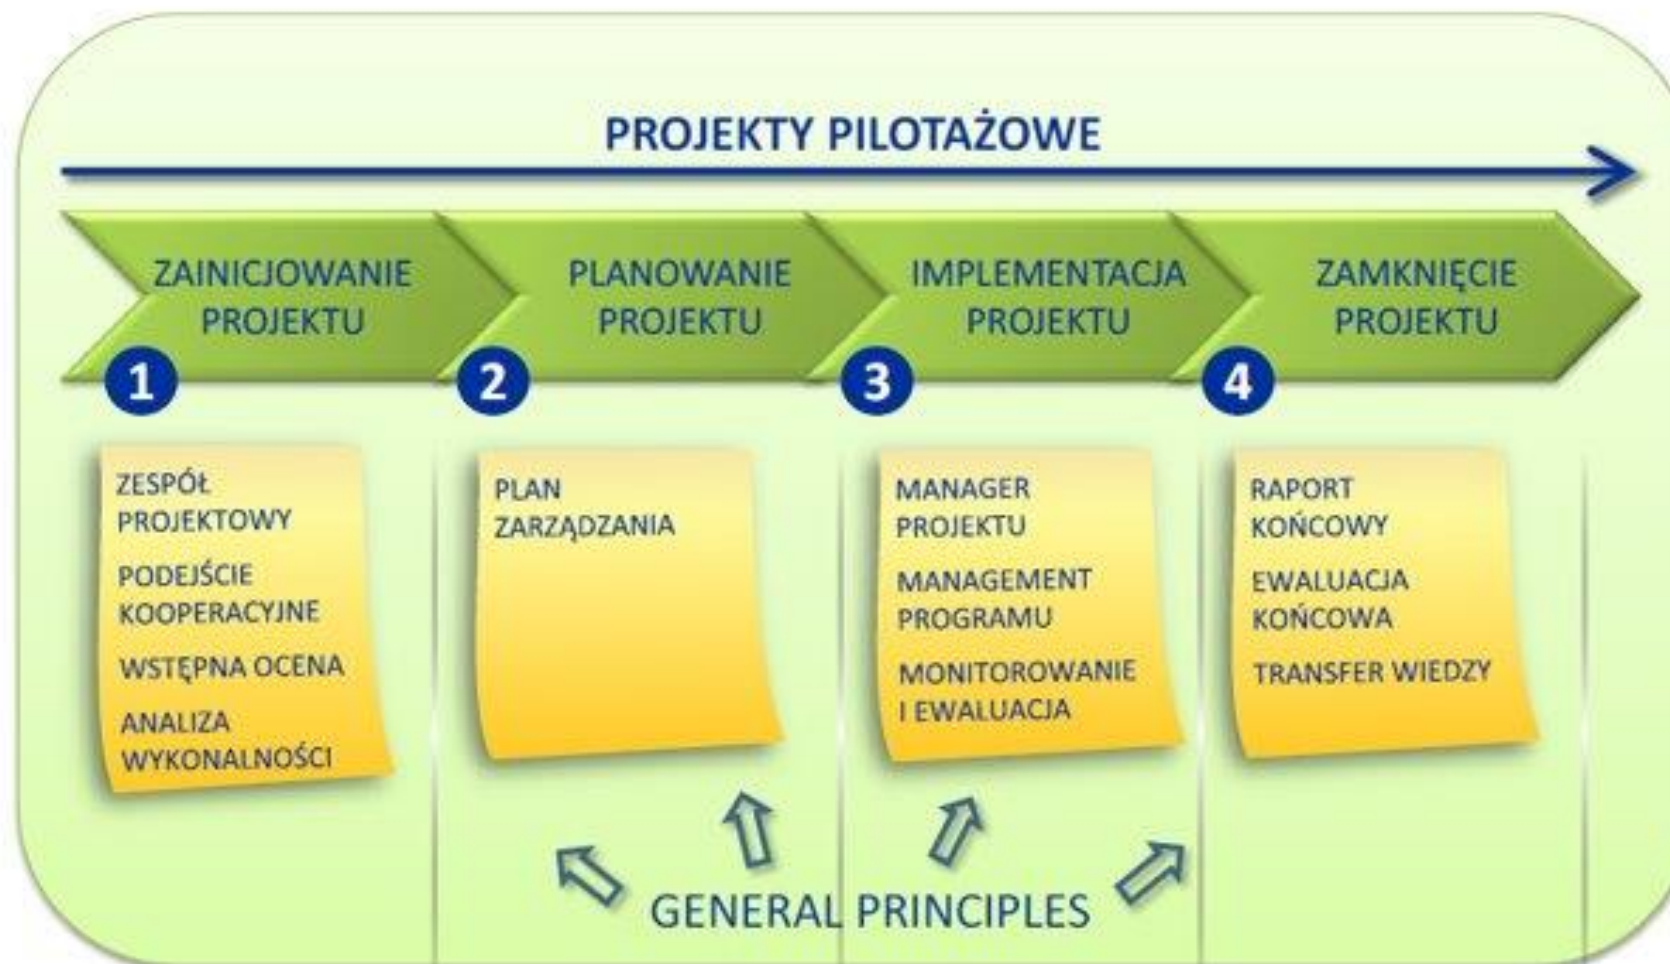 PROJEKTY PILOTAŻOWE
ZAINICJOWANIE
PROJEKTU
PLANOWANIE
PROJEKTU
IMPLEMENTACJA
PROJEKTU
ZAMKNIĘCIE
PROJEKTU
1
2
3
4
ZESPÓŁ
PROJEKTOWY
PODEJŚCIE
KOOPERACYJNE
WSTĘPNA OCENA
ANALIZA
WYKONALNOŚCI
PLAN
ZARZĄDZANIA
MANAGER
PROJEKTU
MANAGEMENT
PROGRAMU
MONITOROWANIE
I EWALUACJA
RAPORT
KOŃCOWY
EWALUACJA
KOŃCOWA
TRANSFER WIEDZY
GENERAL PRINCIPLES